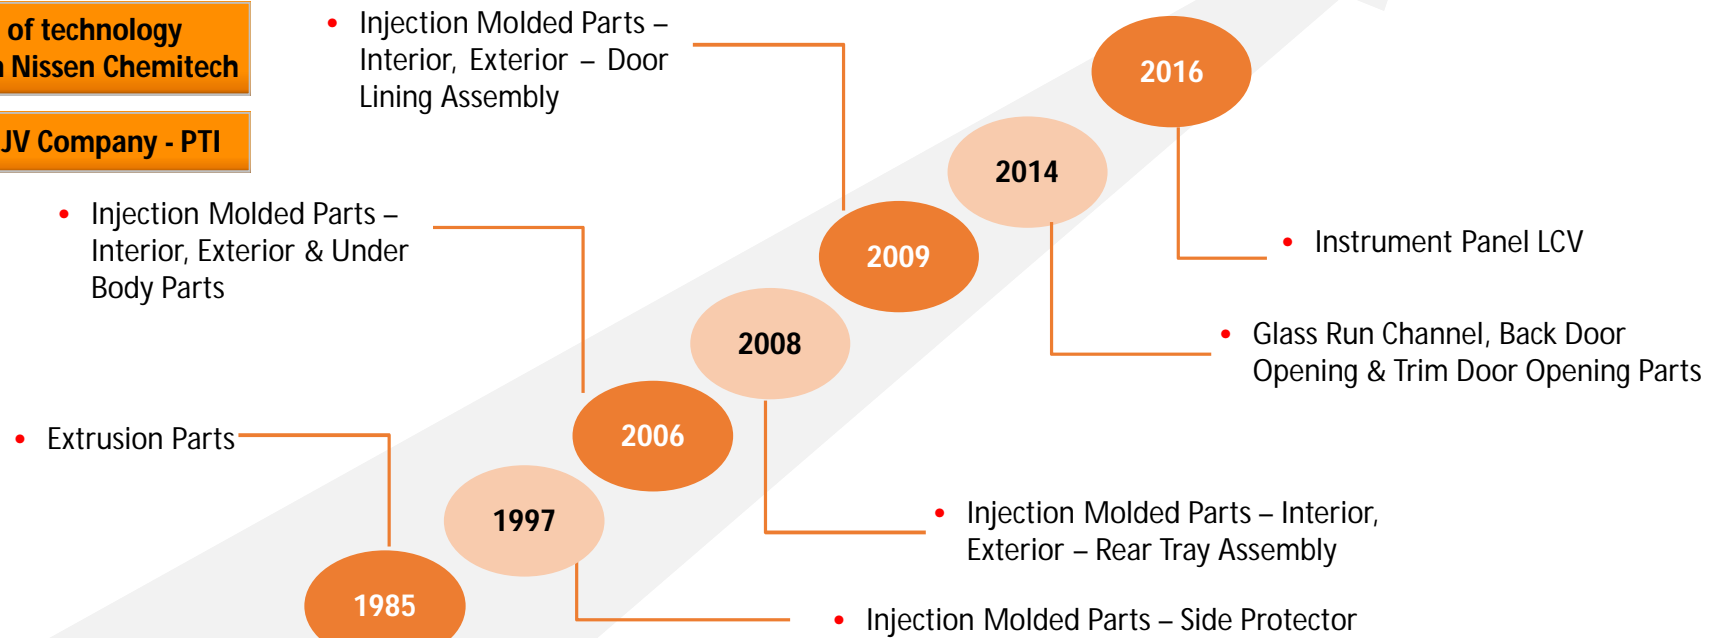 of technology
Nissen Chemitech
JV Company - PTI
• Injection Molded Parts –
Interior, Exterior – Door
Lining Assembly
2016
2014
• Injection Molded Parts –
Interior, Exterior & Under
Body Parts
2009
• Instrument Panel LCV
2008
• Glass Run Channel, Back Door
Opening & Trim Door Opening Parts
2006
• Extrusion Parts
1997
• Injection Molded Parts – Interior,
Exterior – Rear Tray Assembly
1985
• Injection Molded Parts – Side Protector